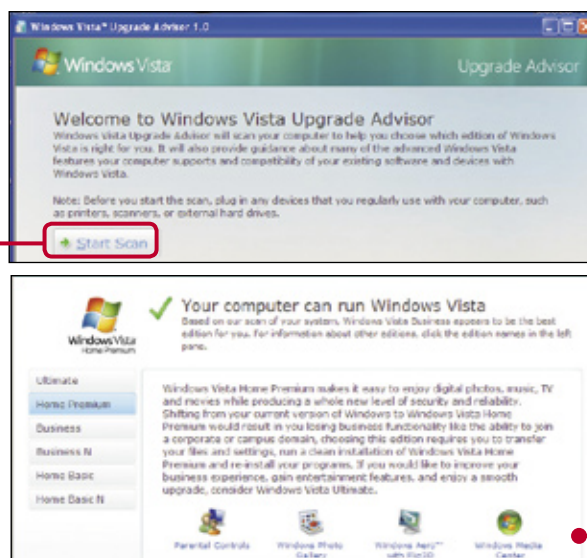 Windows Vista™ Upgrade Advisor 1.0
Windows Vista
Upgrade Advisor
Welcome to Windows Vista Upgrade Advisor
Windows Vista Upgrade Advisor will scan your computer to help you choose which edition of Windows
Vista is right for you. It will also provide guidance about many of the advanced Windows Vista
features your computer supports and compatibility of your existing software and devices with
Windows Vista.
Note: Before you start the scan, plug in any devices that you regularly use with your computer, such
as printers, scanners, or external hard drives.
Start Scan
Windows Vista
Home Premium
Your computer can run Windows Vista
Based on our scan of your system, Windows Vista Business appears to be the best
edition for you. For information about other editions, click the edition names in the left
pane.
Ultimate
Home Premium
Business
Business N
Home Basic
Home Basic N
Windows Vista Home Premium makes it easy to enjoy digital photos, music, TV
and movies while producing a whole new level of security and reliability.
Shifting from your current version of Windows to Windows Vista Home
Premium would result in you losing business functionality like the ability to join
a corporate or campus domain, choosing this edition requires you to transfer
your files and settings, run a clean installation of Windows Vista Home
Premium and re-install your programs. If you would like to improve your
business experience, gain entertainment features, and enjoy a smooth
upgrade, consider Windows Vista Ultimate.
Parental Controls
Windows Photo
Gallery
Windows Aero™
with Flip3D
Windows Media
Center